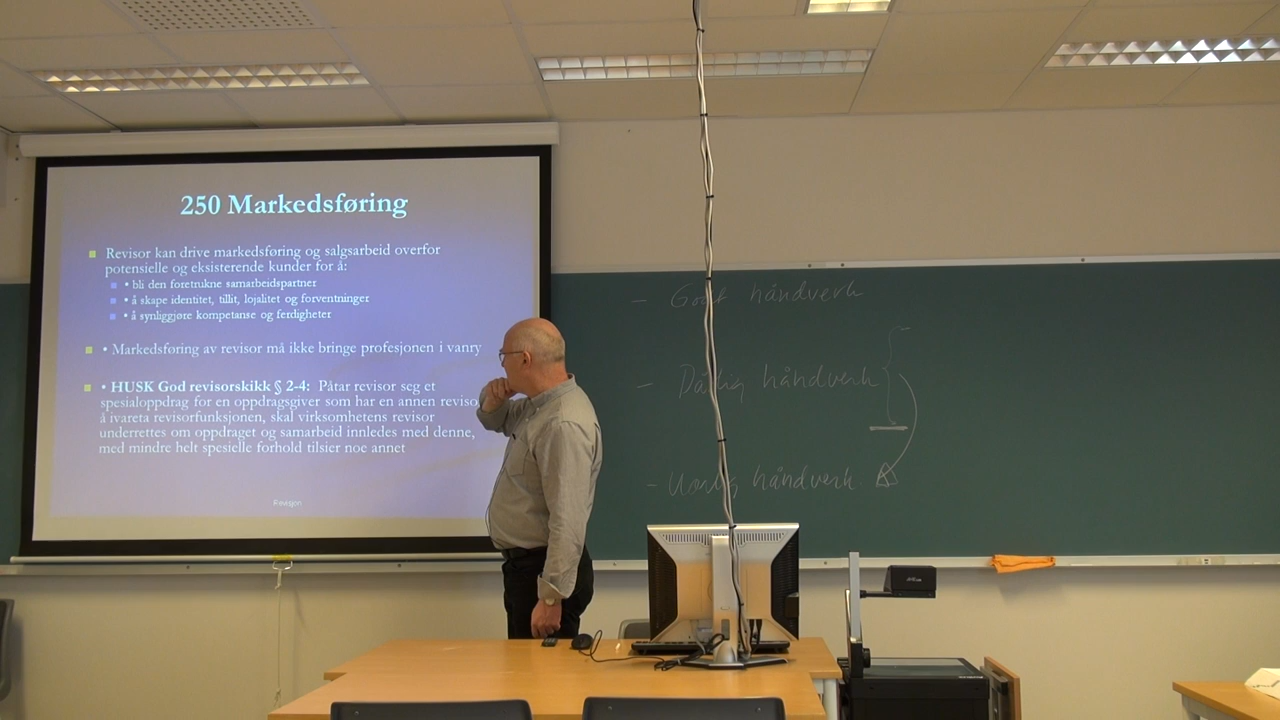 250 Markedsføring
Revisor kan drive markedsføring og salgsarbeid overfor
potensielle og eksisterende kunder for å:
• bli den foretrukne samarbeidspartner
• å skape identitet, tillit, lojalitet og forventninger
• å synliggjøre kompetanse og ferdigheter
• Markedsføring av revisor må ikke bringe profesjonen i vanry
• HUSK God revisorskikk § 2-4: Påtar revisor seg et
spesialoppdrag for en oppdragsgiver som har en annen revisor
å ivareta revisorfunksjonen, skal virksomhetens revisor
underrettes om oppdraget og samarbeid innledes med denne,
med mindre helt spesielle forhold tilsier noe annet
Revisjon
- Godt håndverk
- Dårlig håndverk
- Uærlig håndverk